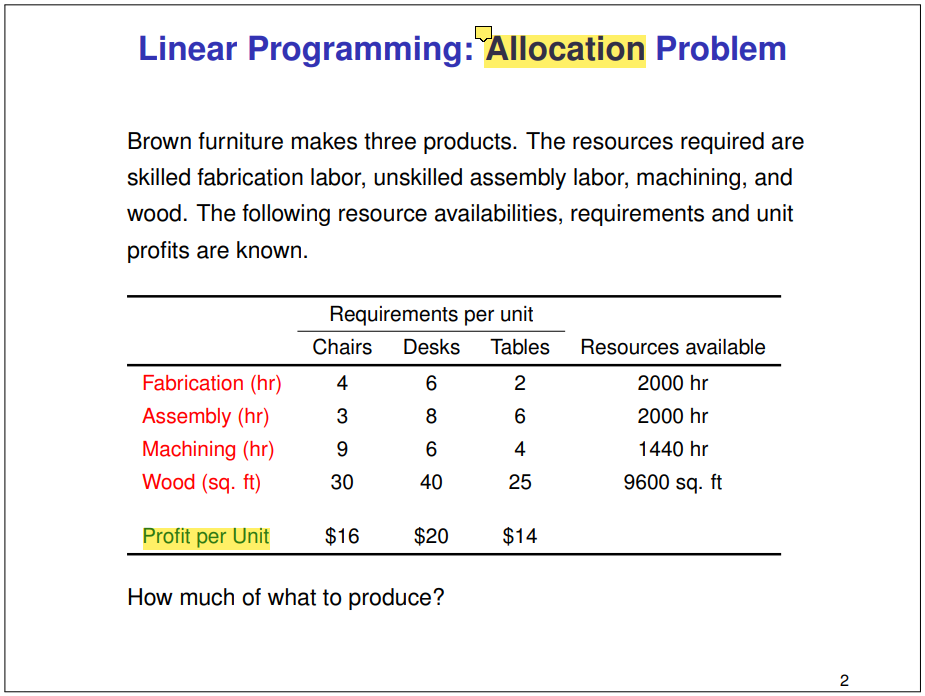 Linear Programming: Allocation Problem
Brown furniture makes three products. The resources required are
skilled fabrication labor, unskilled assembly labor, machining, and
wood. The following resource availabilities, requirements and unit
profits are known.
Requirements per unit
Chairs Desks Tables Resources available
Fabrication (hr) 4 6 2 2000 hr
Assembly (hr) 3 8 6 2000 hr
Machining (hr) 9 6 4 1440 hr
Wood (sq. ft) 30 40 25 9600 sq. ft
Profit per Unit $16 $20 $14
How much of what to produce?
2